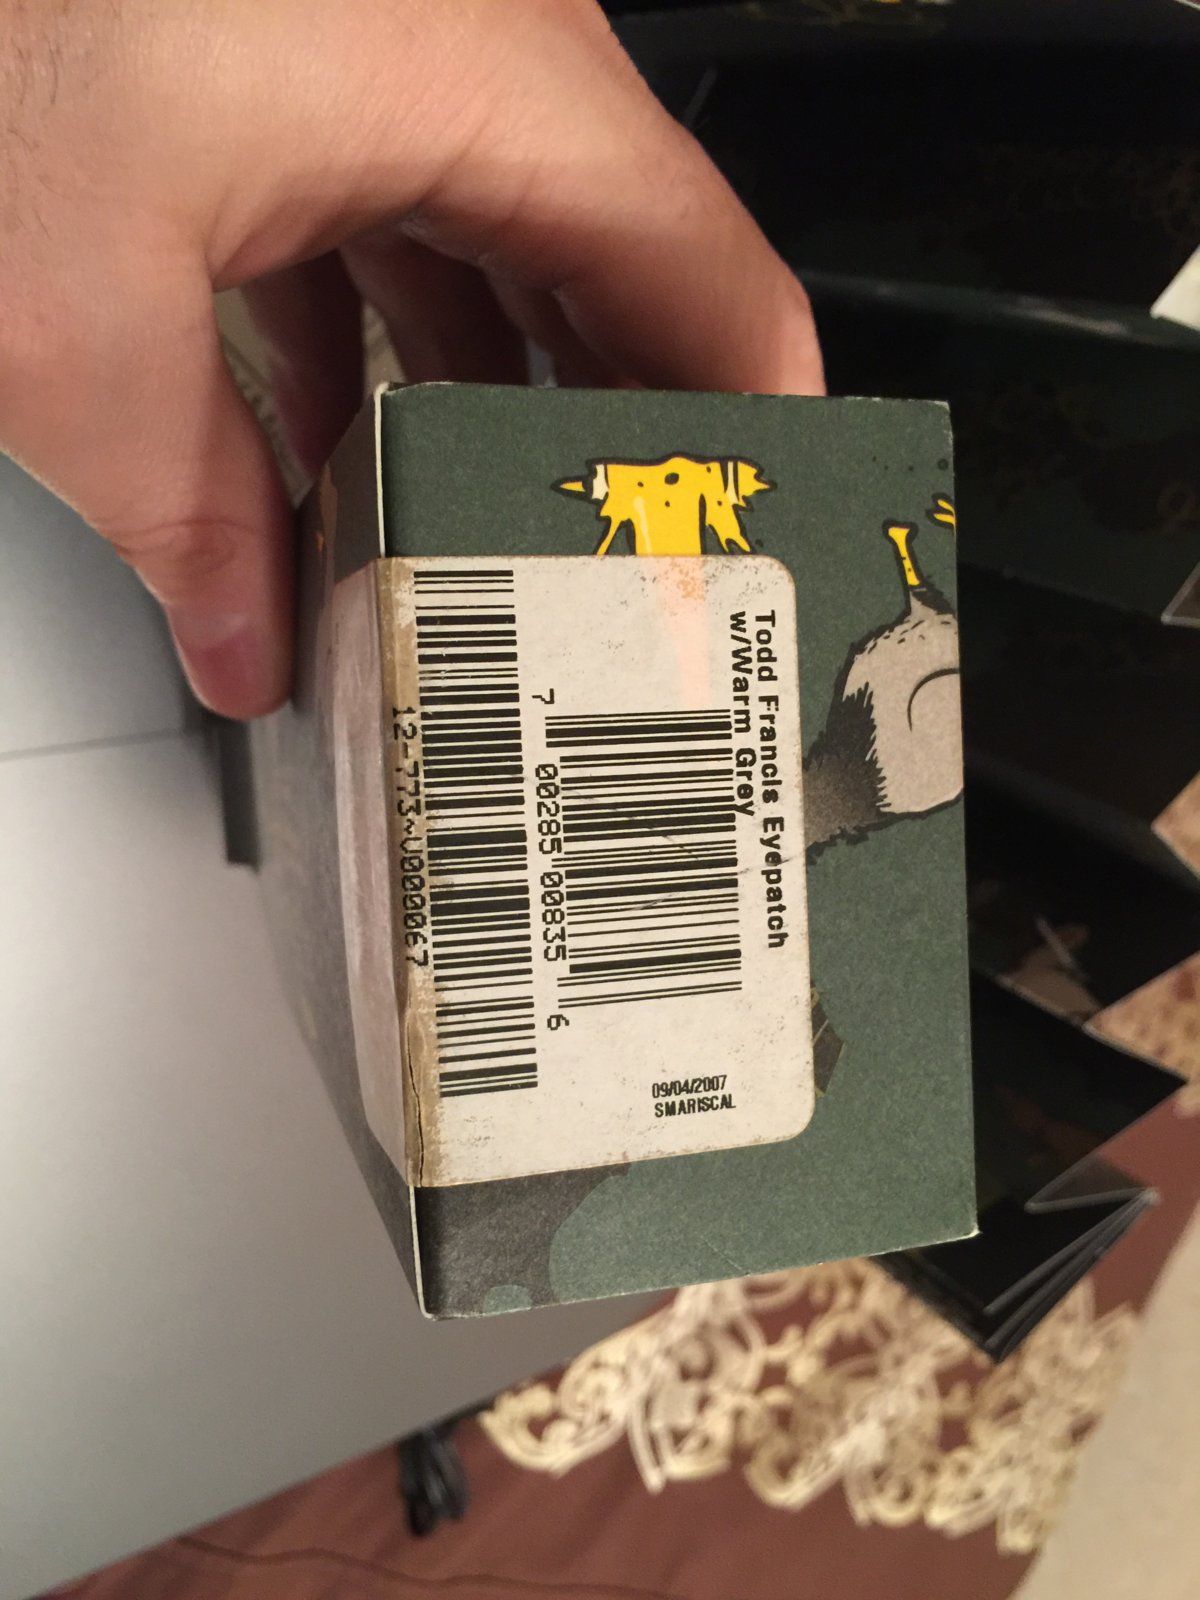 Todd Francis Eyepatch
w/Warm Grey
7 00285 00835 6
12-773~U000067
09/04/2007
SMARISCAL